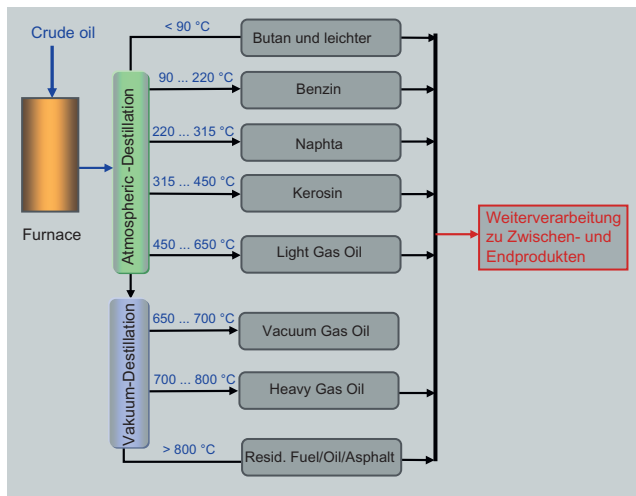 Crude oil
Furnace
Atmospheric -Destillation
Vakuum-Destillation
< 90 °C
Butan und leichter
90 ... 220 °C
Benzin
220 ... 315 °C
Naphta
315 ... 450 °C
Kerosin
450 ... 650 °C
Light Gas Oil
650 ... 700 °C
Vacuum Gas Oil
700 ... 800 °C
Heavy Gas Oil
> 800 °C
Resid. Fuel/Oil/Asphalt
Weiterverarbeitung
zu Zwischen- und
Endprodukten